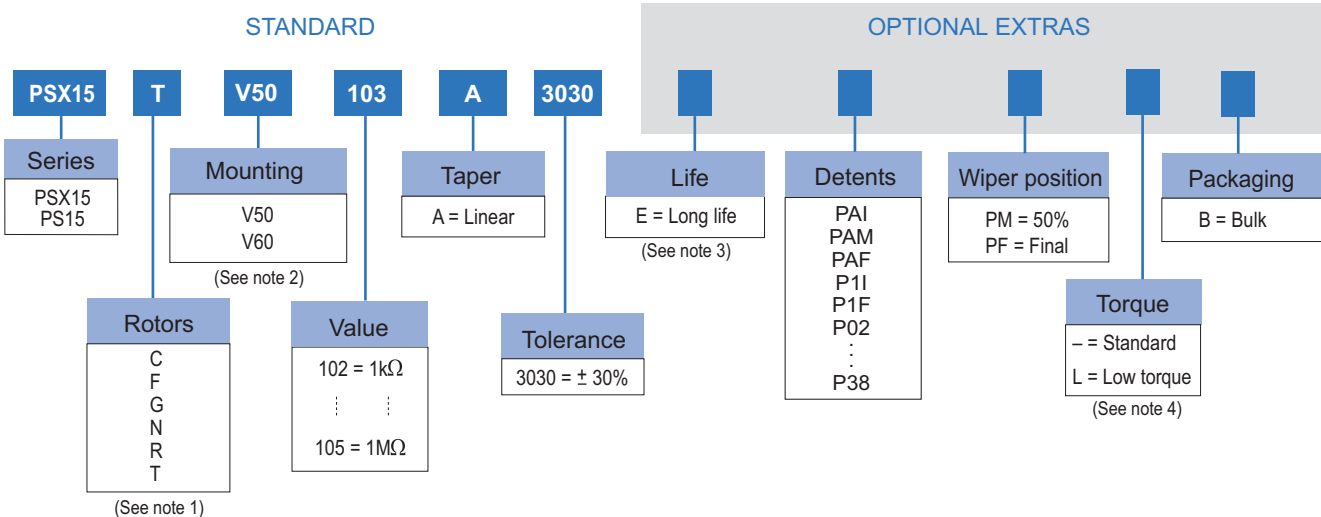 STANDARD
OPTIONAL EXTRAS
PSX15 T V50 103 A 3030
Series
PSX15
PS15
Mounting
V50
V60
(See note 2)
Taper
A = Linear
Life
E = Long life
(See note 3)
Detents
PAI
PAM
PAF
P1I
P1F
P02
:
:
P38
Wiper position
PM = 50%
PF = Final
Packaging
B = Bulk
Rotors
C
F
G
N
R
T
(See note 1)
Value
102 = 1kΩ
105 = 1MΩ
Tolerance
3030 = ± 30%
Torque
– = Standard
L = Low torque
(See note 4)